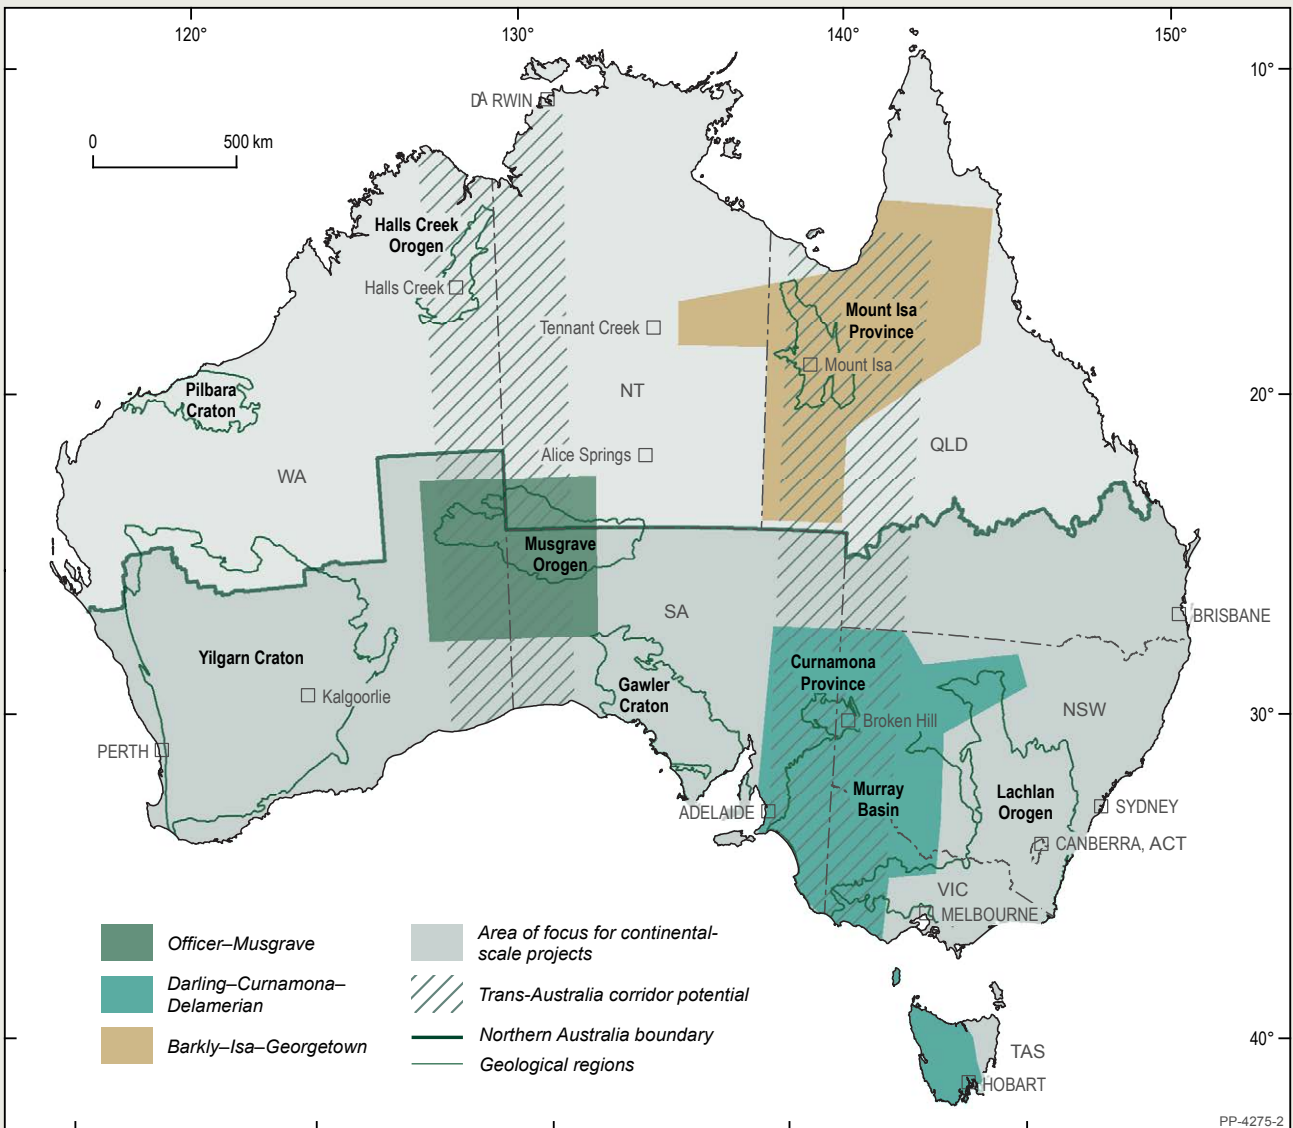 120°
130°
140°
150°
10°
DARWIN
0
500 km
Halls Creek
Orogen
Halls Creek
Tennant Creek
Mount Isa
Province
Mount Isa
Pilbara
Craton
NT
20°
QLD
Alice Springs
WA
Musgrave
Orogen
SA
BRISBANE
Yilgarn Craton
Curnamona
Province
Kalgoorlie
Gawler
Craton
Broken Hill
NSW
30°
PERTH
Murray
Basin
Lachlan
Orogen
ADELAIDE
SYDNEY
CANBERRA, ACT
VIC
MELBOURNE
Officer–Musgrave
Darling–Curnamona–
Delamerian
Barkly–Isa–Georgetown
Area of focus for continental-
scale projects
Trans-Australia corridor potential
Northern Australia boundary
Geological regions
40°
TAS
HOBART
PP-4275-2